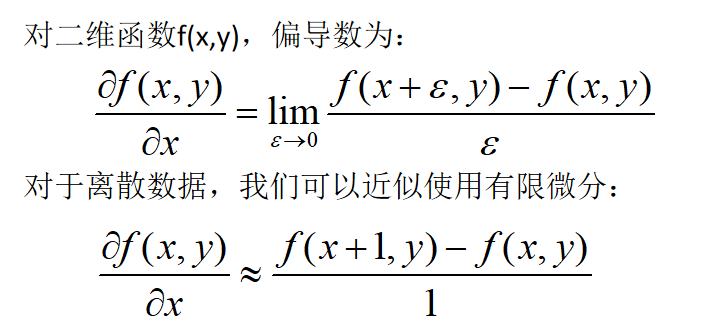 对二维函数f(x,y)，偏导数为：
∂f(x, y)/∂x = lim ε→0 (f(x+ε, y) − f(x, y))/ε
对于离散数据，我们可以近似使用有限微分：
∂f(x, y)/∂x ≈ (f(x+1, y) − f(x, y))/1